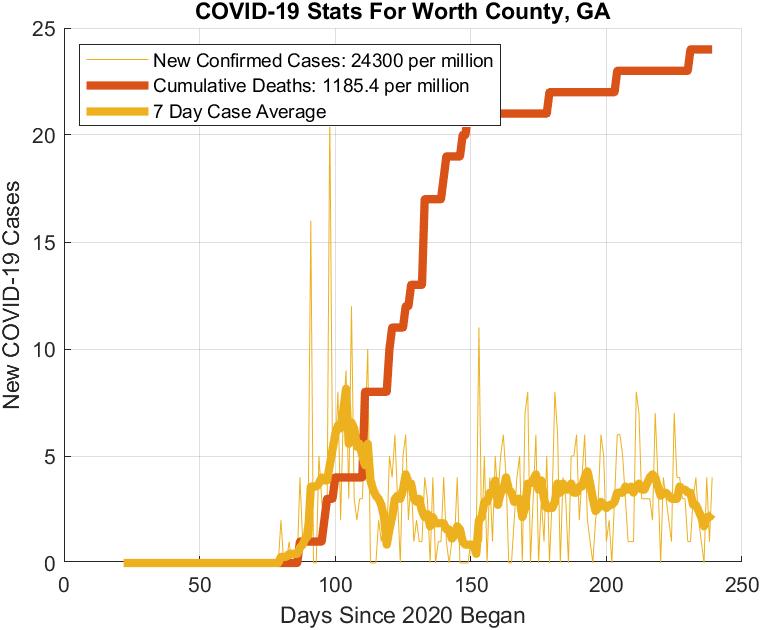 COVID-19 Stats For Worth County, GA
New Confirmed Cases: 24300 per million
Cumulative Deaths: 1185.4 per million
7 Day Case Average
New COVID-19 Cases
25
20
15
10
5
0
0 50 100 150 200 250
Days Since 2020 Began